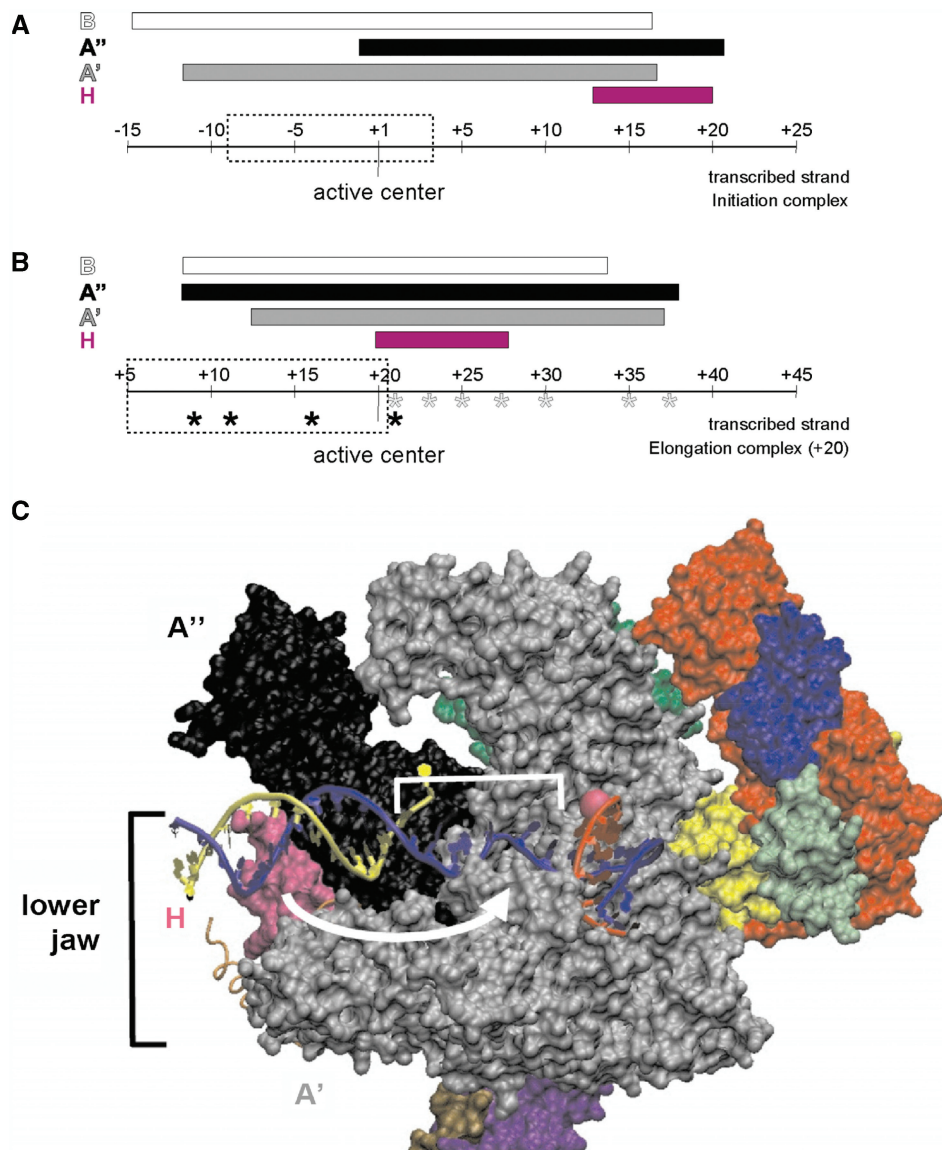 A
B
A’’
A’
H
-15 -10 -5 +1 +5 +10 +15 +20 +25
active center
transcribed strand
Initiation complex
B
B
A’’
A’
H
+5 +10 +15 +20 +25 +30 +35 +40 +45
* * * * * * *
* * * *
active center
transcribed strand
Elongation complex (+20)
C
A’’
lower
jaw
H
A’